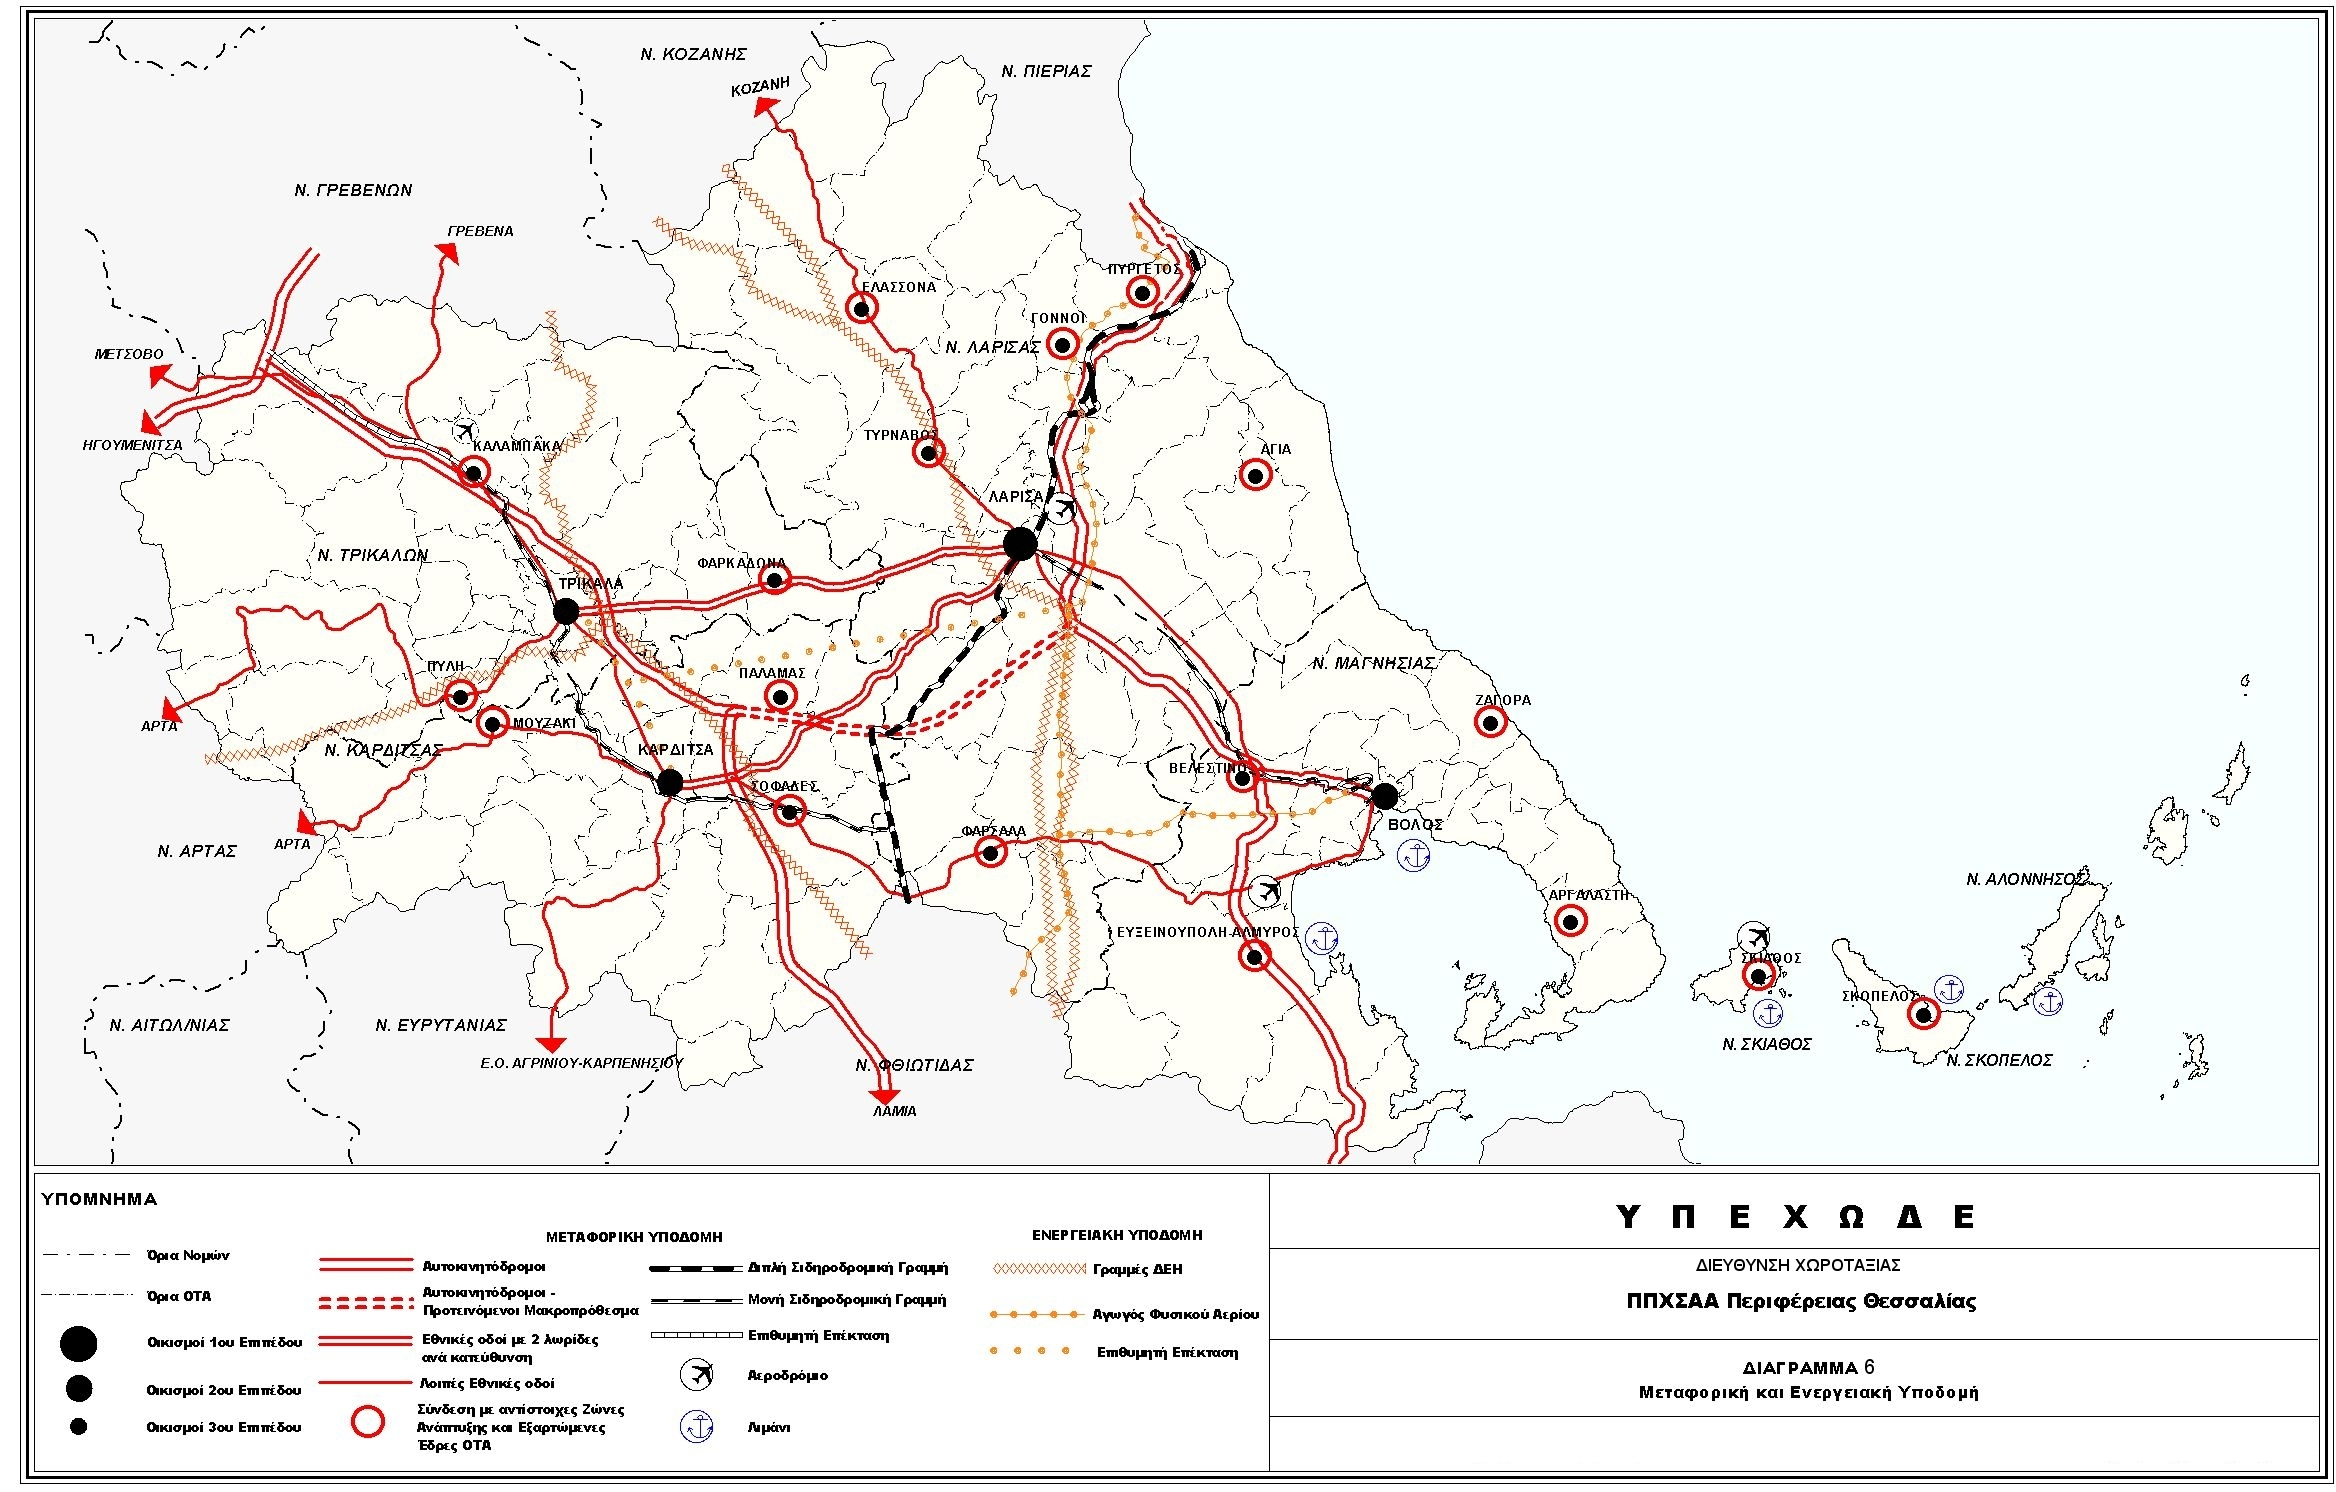 Ν. ΚΟΖΑΝΗΣ
Ν. ΠΙΕΡΙΑΣ
ΚΟΖΑΝΗ
Ν. ΓΡΕΒΕΝΩΝ
ΓΡΕΒΕΝΑ
ΠΥΡΓΕΤΟΣ
ΕΛΑΣΣΟΝΑ
ΓΟΝΝΟΙ
Ν. ΛΑΡΙΣΑΣ
ΜΕΤΣΟΒΟ
ΗΓΟΥΜΕΝΙΤΣΑ
ΚΑΛΑΜΠΑΚΑ
ΤΥΡΝΑΒΟΣ
ΑΓΙΑ
ΛΑΡΙΣΑ
Ν. ΤΡΙΚΑΛΩΝ
ΤΡΙΚΑΛΑ
ΦΑΡΚΑΔΩΝΑ
ΠΥΛΗ
ΠΑΛΑΜΑΣ
Ν. ΜΑΓΝΗΣΙΑΣ
ΖΑΓΟΡΑ
ΑΡΤΑ
ΜΟΥΖΑΚΙ
Ν. ΚΑΡΔΙΤΣΑΣ
ΚΑΡΔΙΤΣΑ
ΒΕΛΕΣΤΙΝΟ
ΣΟΦΑΔΕΣ
ΒΟΛΟΣ
ΦΑΡΣΑΛΑ
Ν. ΑΡΤΑΣ
ΑΡΤΑ
Ν. ΑΛΟΝΝΗΣΟΣ
ΑΡΓΑΛΑΣΤΗ
ΕΥΞΕΙΝΟΥΠΟΛΗ-ΑΛΜΥΡΟΣ
ΣΚΙΑΘΟΣ
ΣΚΟΠΕΛΟΣ
Ν. ΑΙΤΩΛ/ΝΙΑΣ
Ν. ΕΥΡΥΤΑΝΙΑΣ
Ν. ΣΚΙΑΘΟΣ
Ν. ΣΚΟΠΕΛΟΣ
Ε.Ο. ΑΓΡΙΝΙΟΥ-ΚΑΡΠΕΝΗΣΙΟΥ
Ν. ΦΘΙΩΤΙΔΑΣ
ΛΑΜΙΑ
ΥΠΟΜΝΗΜΑ
Όρια Νομών
Όρια ΟΤΑ
Οικισμοί 1ου Επιπέδου
Οικισμοί 2ου Επιπέδου
Οικισμοί 3ου Επιπέδου
ΜΕΤΑΦΟΡΙΚΗ ΥΠΟΔΟΜΗ
Αυτοκινητόδρομοι
Αυτοκινητόδρομοι -
Προτεινόμενοι Μακροπρόθεσμα
Εθνικές οδοί με 2 λωρίδες
ανά κατεύθυνση
Λοιπές Εθνικές οδοί
Σύνδεση με αντίστοιχες Ζώνες
Ανάπτυξης και Εξαρτώμενες
Έδρες ΟΤΑ
Διπλή Σιδηροδρομική Γραμμή
Μονή Σιδηροδρομική Γραμμή
Επιθυμητή Επέκταση
Αεροδρόμιο
Λιμάνι
ΕΝΕΡΓΕΙΑΚΗ ΥΠΟΔΟΜΗ
Γραμμές ΔΕΗ
Αγωγός Φυσικού Αερίου
Επιθυμητή Επέκταση
Υ Π Ε Χ Ω Δ Ε
ΔΙΕΥΘΥΝΣΗ ΧΩΡΟΤΑΞΙΑΣ
ΠΠΧΣΑΑ Περιφέρειας Θεσσαλίας
ΔΙΑΓΡΑΜΜΑ 6
Μεταφορική και Ενεργειακή Υποδομή